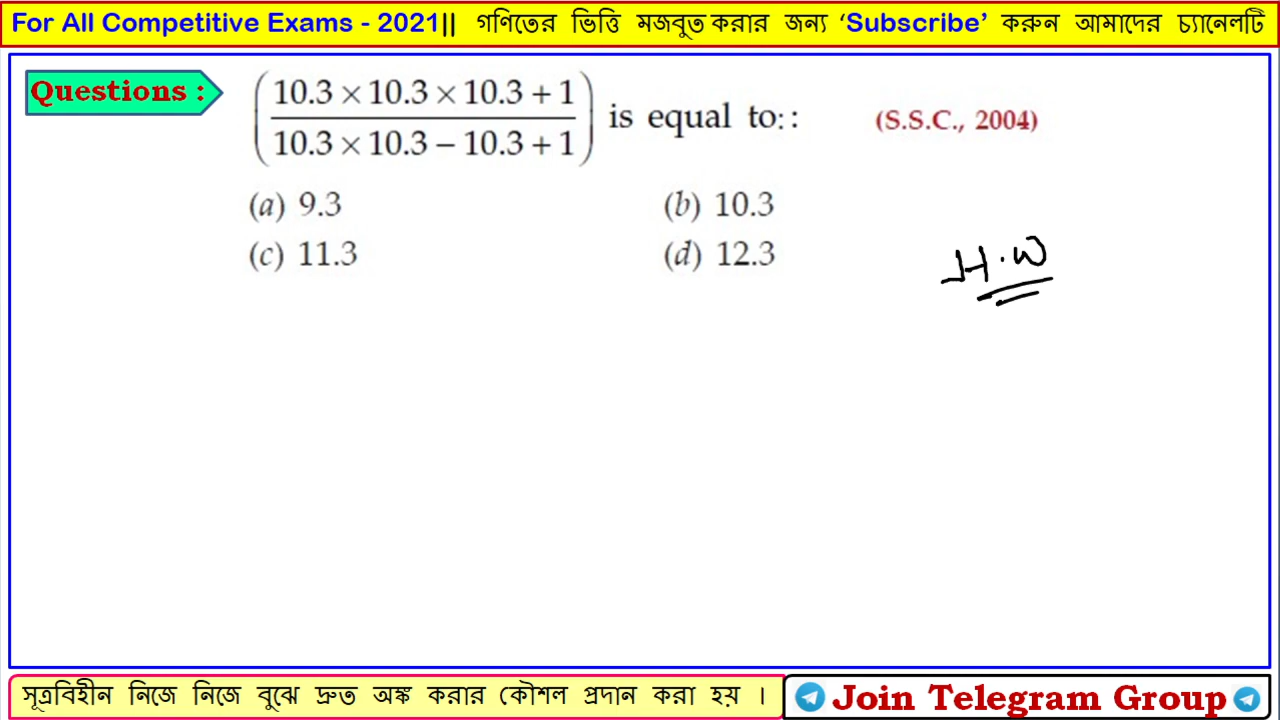 For All Competitive Exams - 2021|| গণিতের ভিত্তি মজবুত করার জন্য ‘Subscribe’ করুন আমাদের চ্যানেলটি
Questions :
(10.3 × 10.3 × 10.3 + 1 / 10.3 × 10.3 − 10.3 + 1) is equal to: : (S.S.C., 2004)
(a) 9.3 (b) 10.3
(c) 11.3 (d) 12.3
H.W
সূত্রবিহীন নিজে নিজে বুঝে দ্রুত অঙ্ক করার কৌশল প্রদান করা হয় ।
Join Telegram Group